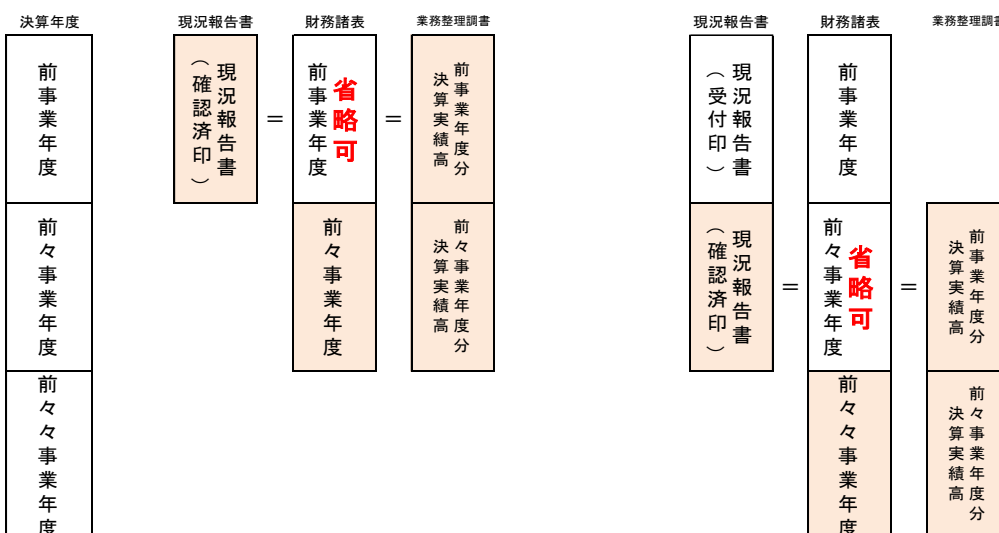 決算年度
現況報告書
財務諸表
業務整理調書
現況報告書
財務諸表
業務整理調書
前事業年度
現況報告書
(確認済印)
=
前事業年度
省略可
=
前事業年度分
決算実績高
現況報告書
(受付印)
前事業年度
前々事業年度
前々事業年度
前々事業年度分
決算実績高
現況報告書
(確認済印)
=
前々事業年度
省略可
=
前事業年度分
決算実績高
前々々事業年度
前々々事業年度
前々事業年度分
決算実績高